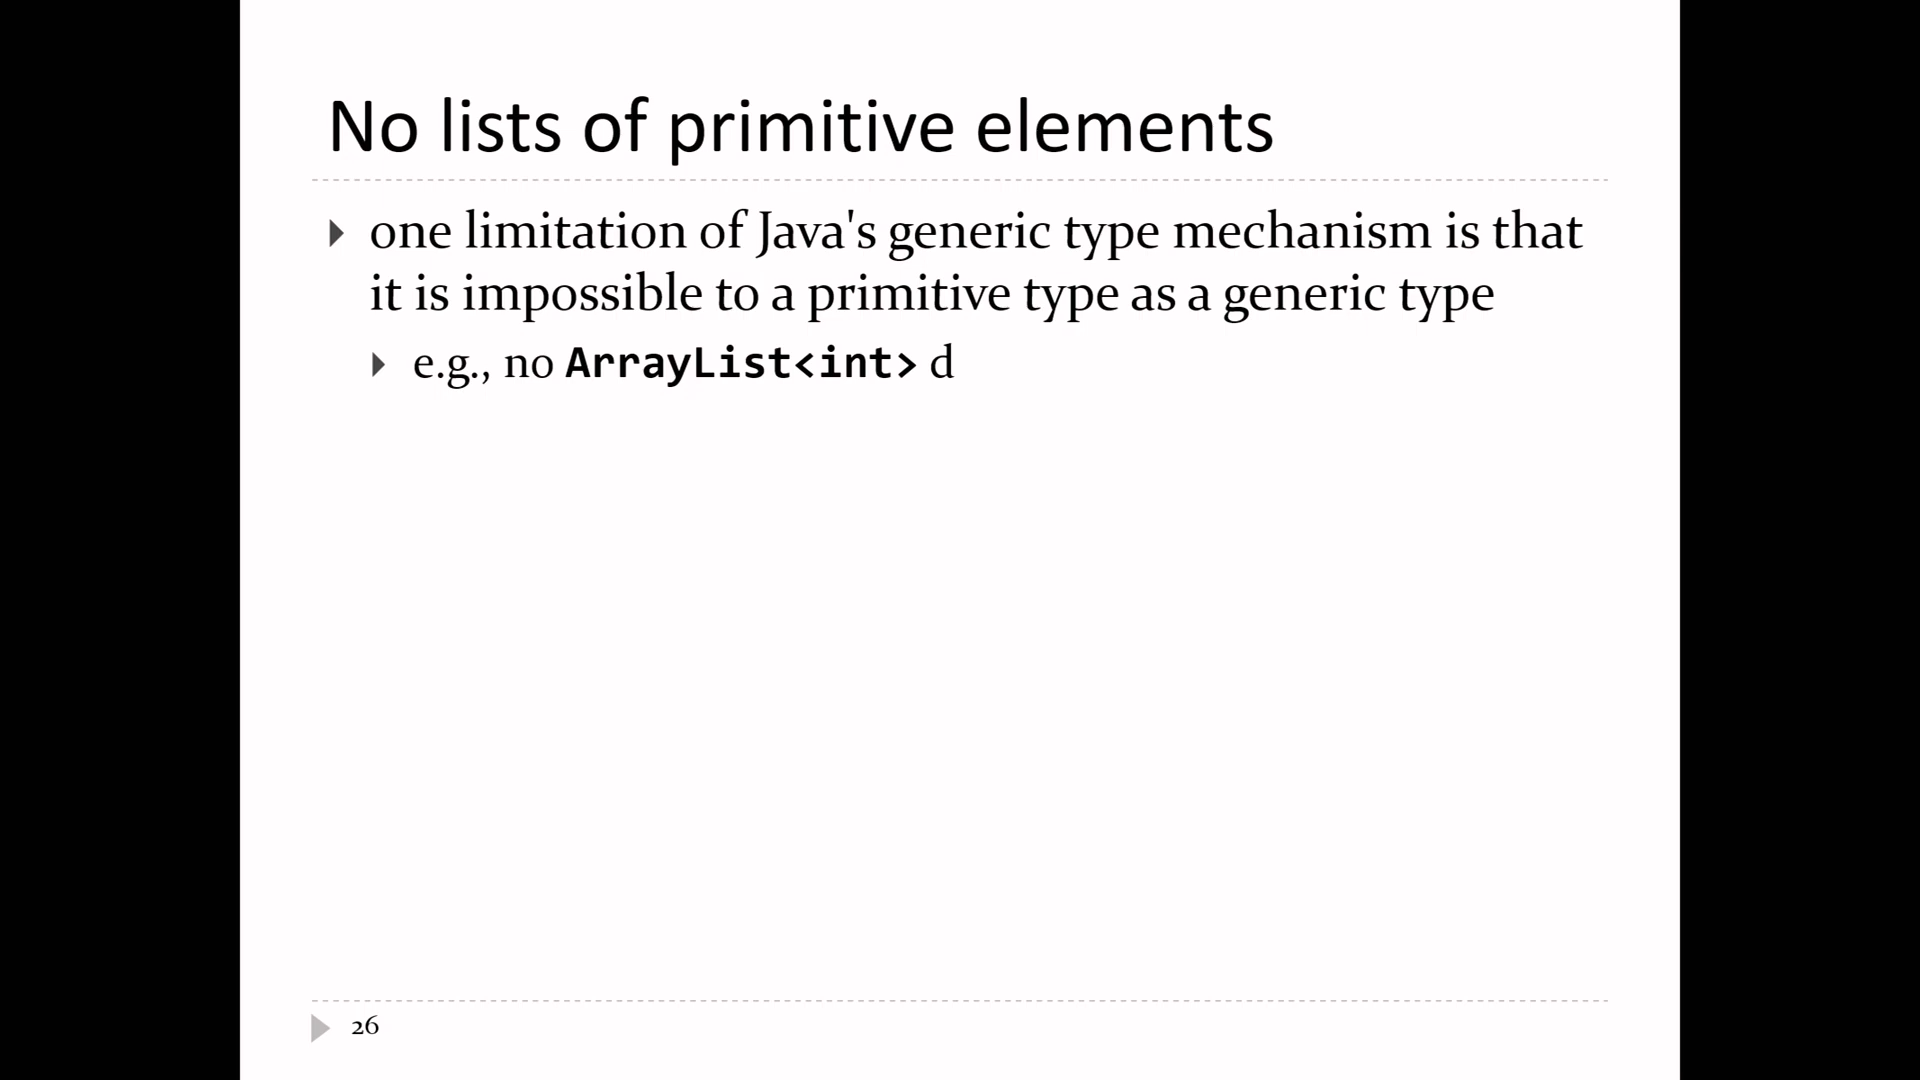 No lists of primitive elements
one limitation of Java's generic type mechanism is that
it is impossible to a primitive type as a generic type
e.g., no ArrayList<int> d
26